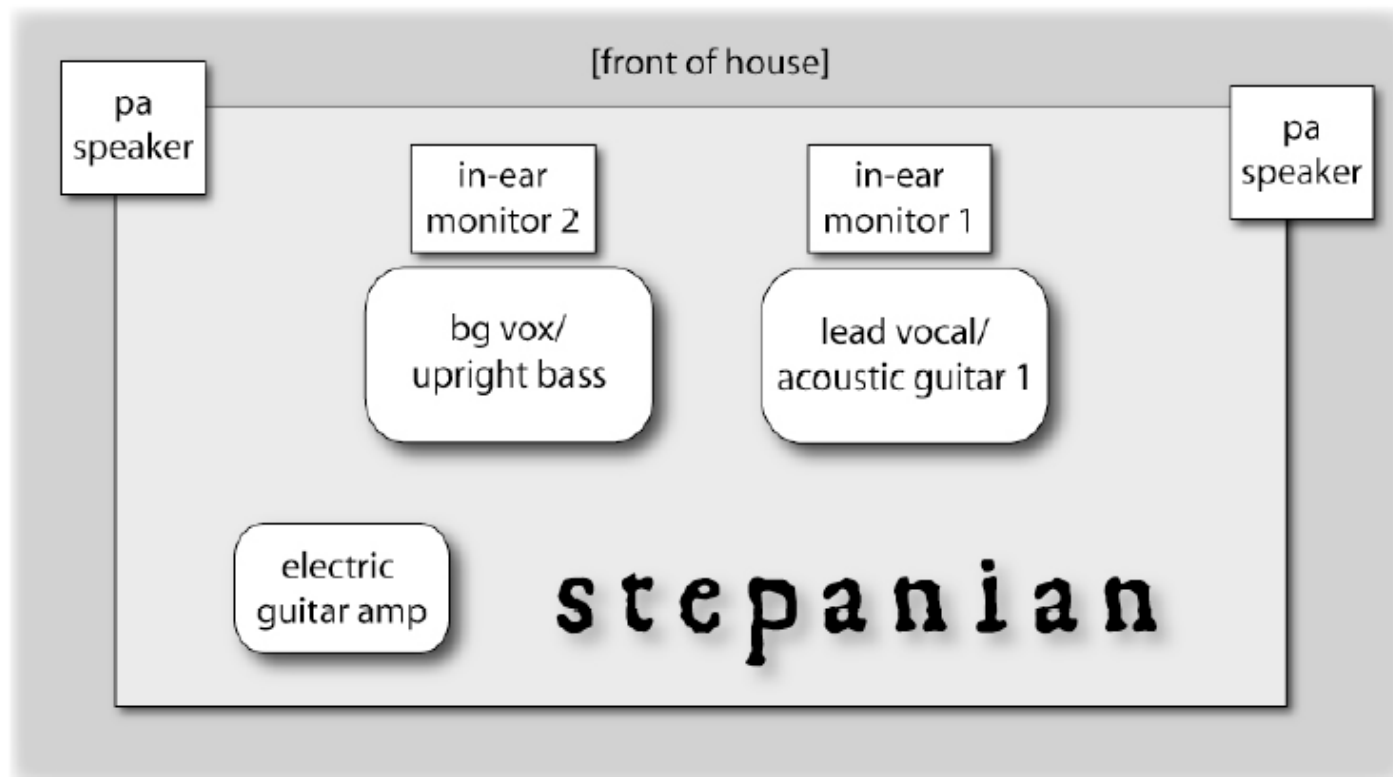 [front of house]
pa
speaker
pa
speaker
in-ear
monitor 2
in-ear
monitor 1
bg vox/
upright bass
lead vocal/
acoustic guitar 1
electric
guitar amp
stepanian